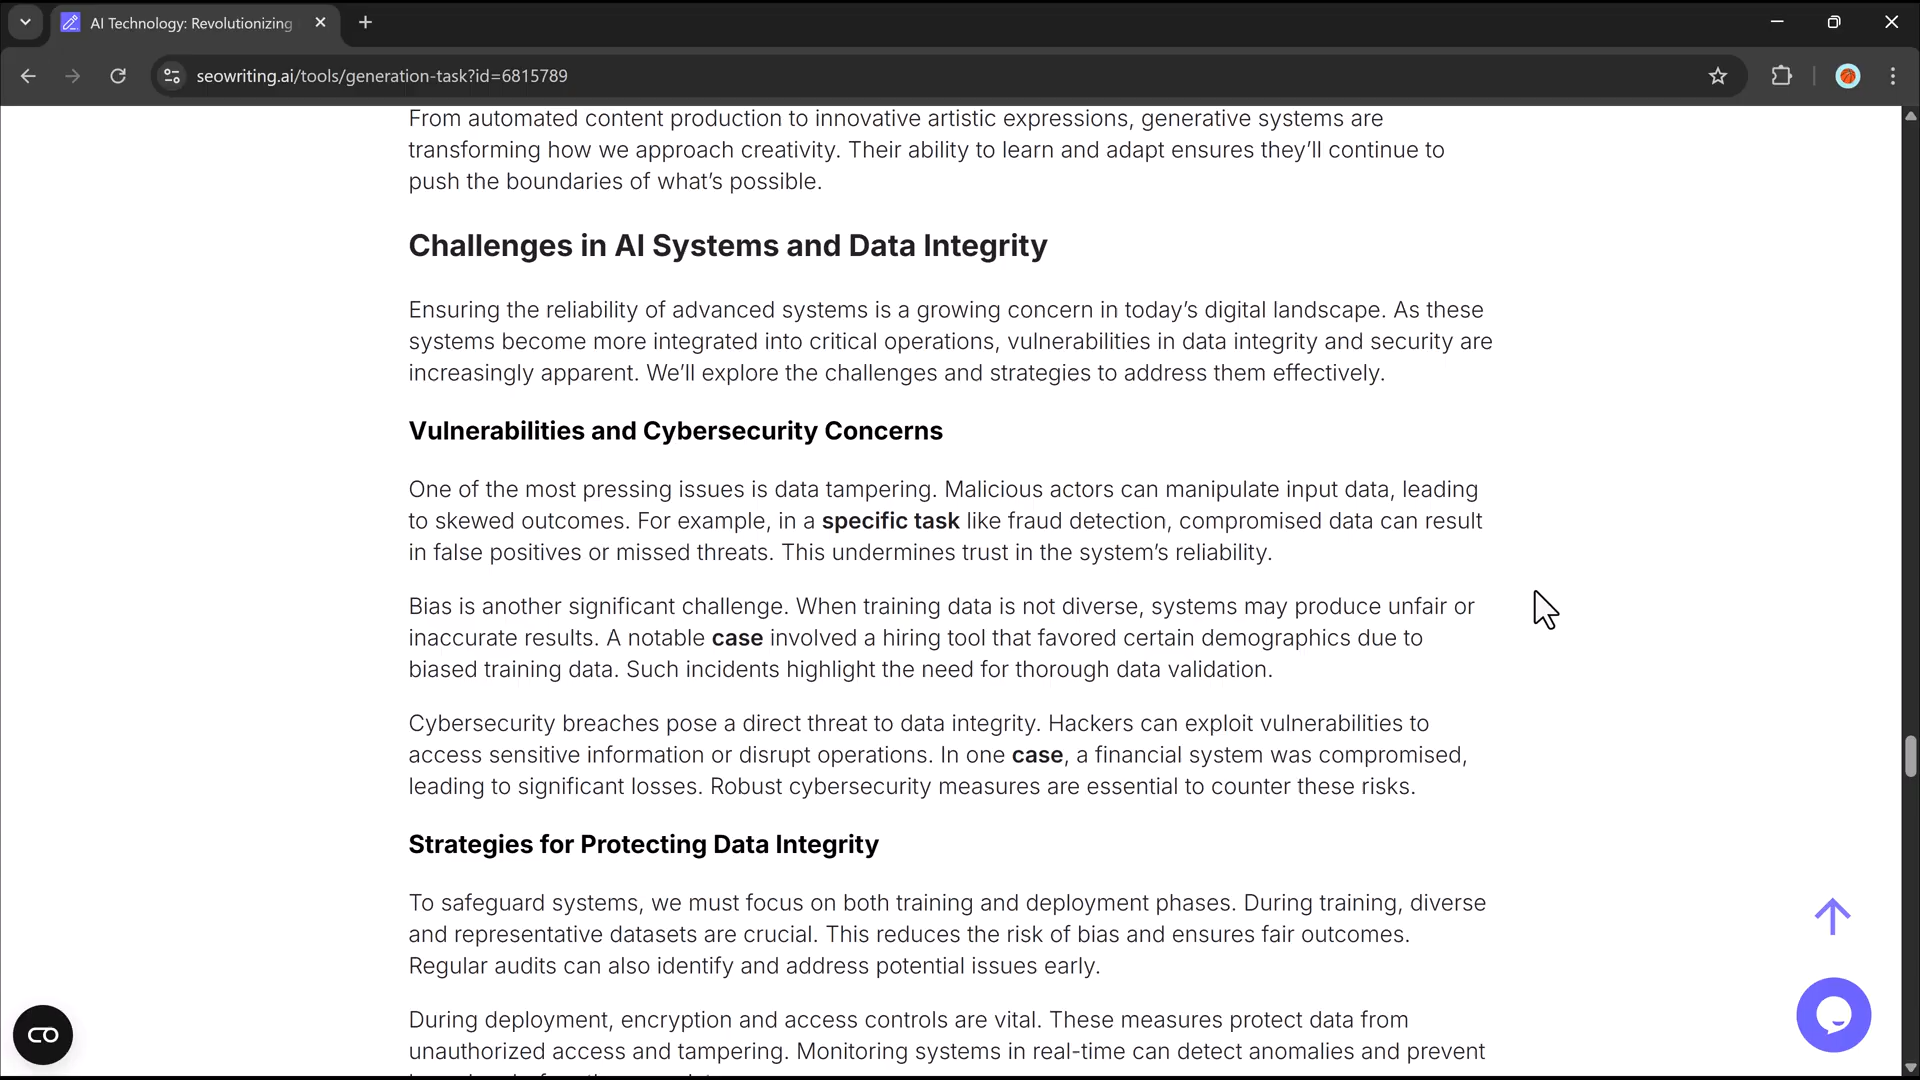 AI Technology: Revolutionizing
seowriting.ai/tools/generation-task?id=6815789
From automated content production to innovative artistic expressions, generative systems are
transforming how we approach creativity. Their ability to learn and adapt ensures they’ll continue to
push the boundaries of what’s possible.
Challenges in AI Systems and Data Integrity
Ensuring the reliability of advanced systems is a growing concern in today’s digital landscape. As these
systems become more integrated into critical operations, vulnerabilities in data integrity and security are
increasingly apparent. We’ll explore the challenges and strategies to address them effectively.
Vulnerabilities and Cybersecurity Concerns
One of the most pressing issues is data tampering. Malicious actors can manipulate input data, leading
to skewed outcomes. For example, in a specific task like fraud detection, compromised data can result
in false positives or missed threats. This undermines trust in the system’s reliability.
Bias is another significant challenge. When training data is not diverse, systems may produce unfair or
inaccurate results. A notable case involved a hiring tool that favored certain demographics due to
biased training data. Such incidents highlight the need for thorough data validation.
Cybersecurity breaches pose a direct threat to data integrity. Hackers can exploit vulnerabilities to
access sensitive information or disrupt operations. In one case, a financial system was compromised,
leading to significant losses. Robust cybersecurity measures are essential to counter these risks.
Strategies for Protecting Data Integrity
To safeguard systems, we must focus on both training and deployment phases. During training, diverse
and representative datasets are crucial. This reduces the risk of bias and ensures fair outcomes.
Regular audits can also identify and address potential issues early.
During deployment, encryption and access controls are vital. These measures protect data from
unauthorized access and tampering. Monitoring systems in real-time can detect anomalies and prevent